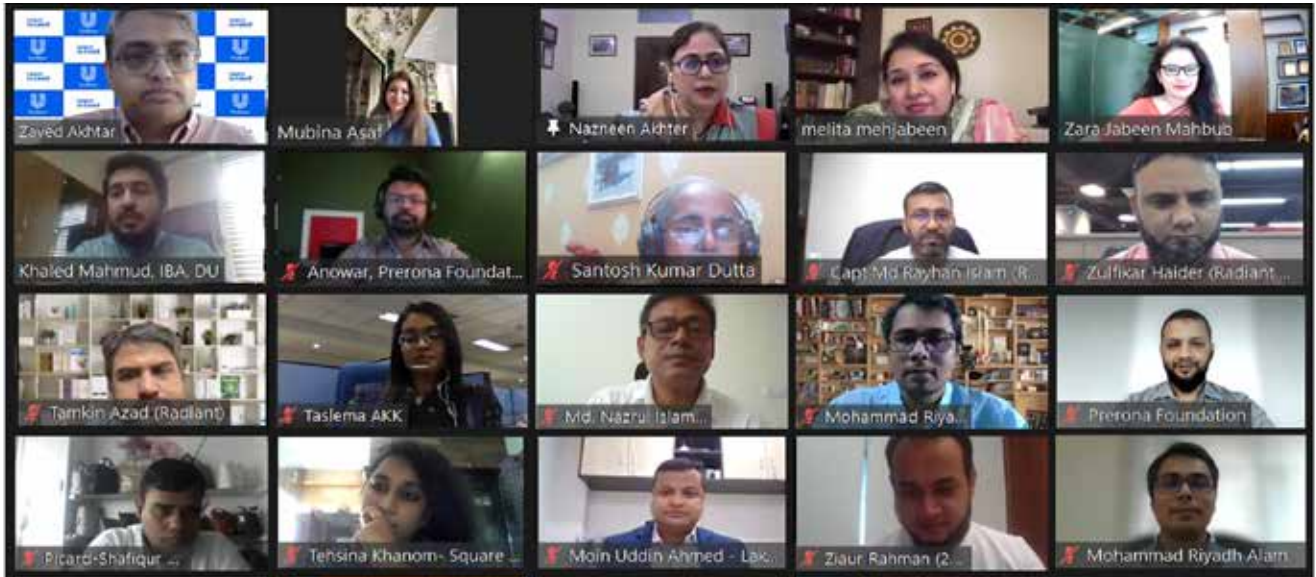 Zaved Akhtar
Mubina Asaf
Nazneen Akhter
melita mehjabeen
Zara Jabeen Mahbub
Khaled Mahmud, IBA, DU
Anowar, Prerona Foundat...
Santosh Kumar Dutta
Capt Md Rayhan Islam (R...
Zulfikar Haider (Radiant ...
Tamkin Azad (Radiant)
Taslema AKK
Md. Nazrul Islam...
Mohammad Riya...
Prerona Foundation
Picard-Shafiqur ...
Tehsina Khanom- Square ...
Moin Uddin Ahmed - Lak...
Ziaur Rahman (2...
Mohammad Riyadh Alam